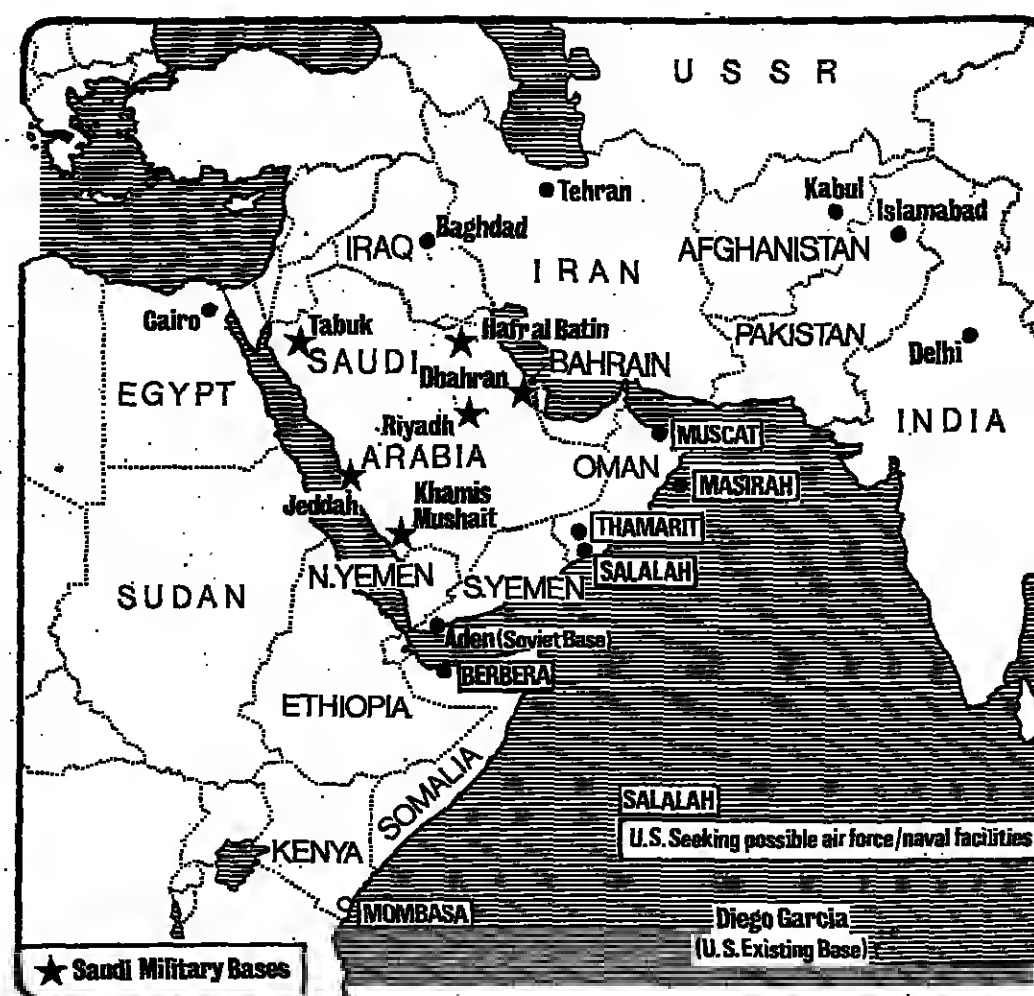 USSR
Tehran
Kabul
Islamabad
Baghdad
IRAQ
AFGHANISTAN
IRAN
Cairo
Tabuk
Hafr al Batin
SAUDI
BAHRAIN
PAKISTAN
Delhi
Dhahran
EGYPT
INDIA
Riyadh
MUSCAT
ARABIA
OMAN
MASIRAH
Jeddah
Khamis
Mushait
THAMARIT
N.YEMEN
S.YEMEN
SALALAH
SUDAN
Aden (Soviet Base)
BERBERA
ETHIOPIA
SOMALIA
SALALAH
U.S. Seeking possible air force/naval facilities
KENYA
MOMBASA
Diego Garcia
(U.S. Existing Base)
★ Saudi Military Bases